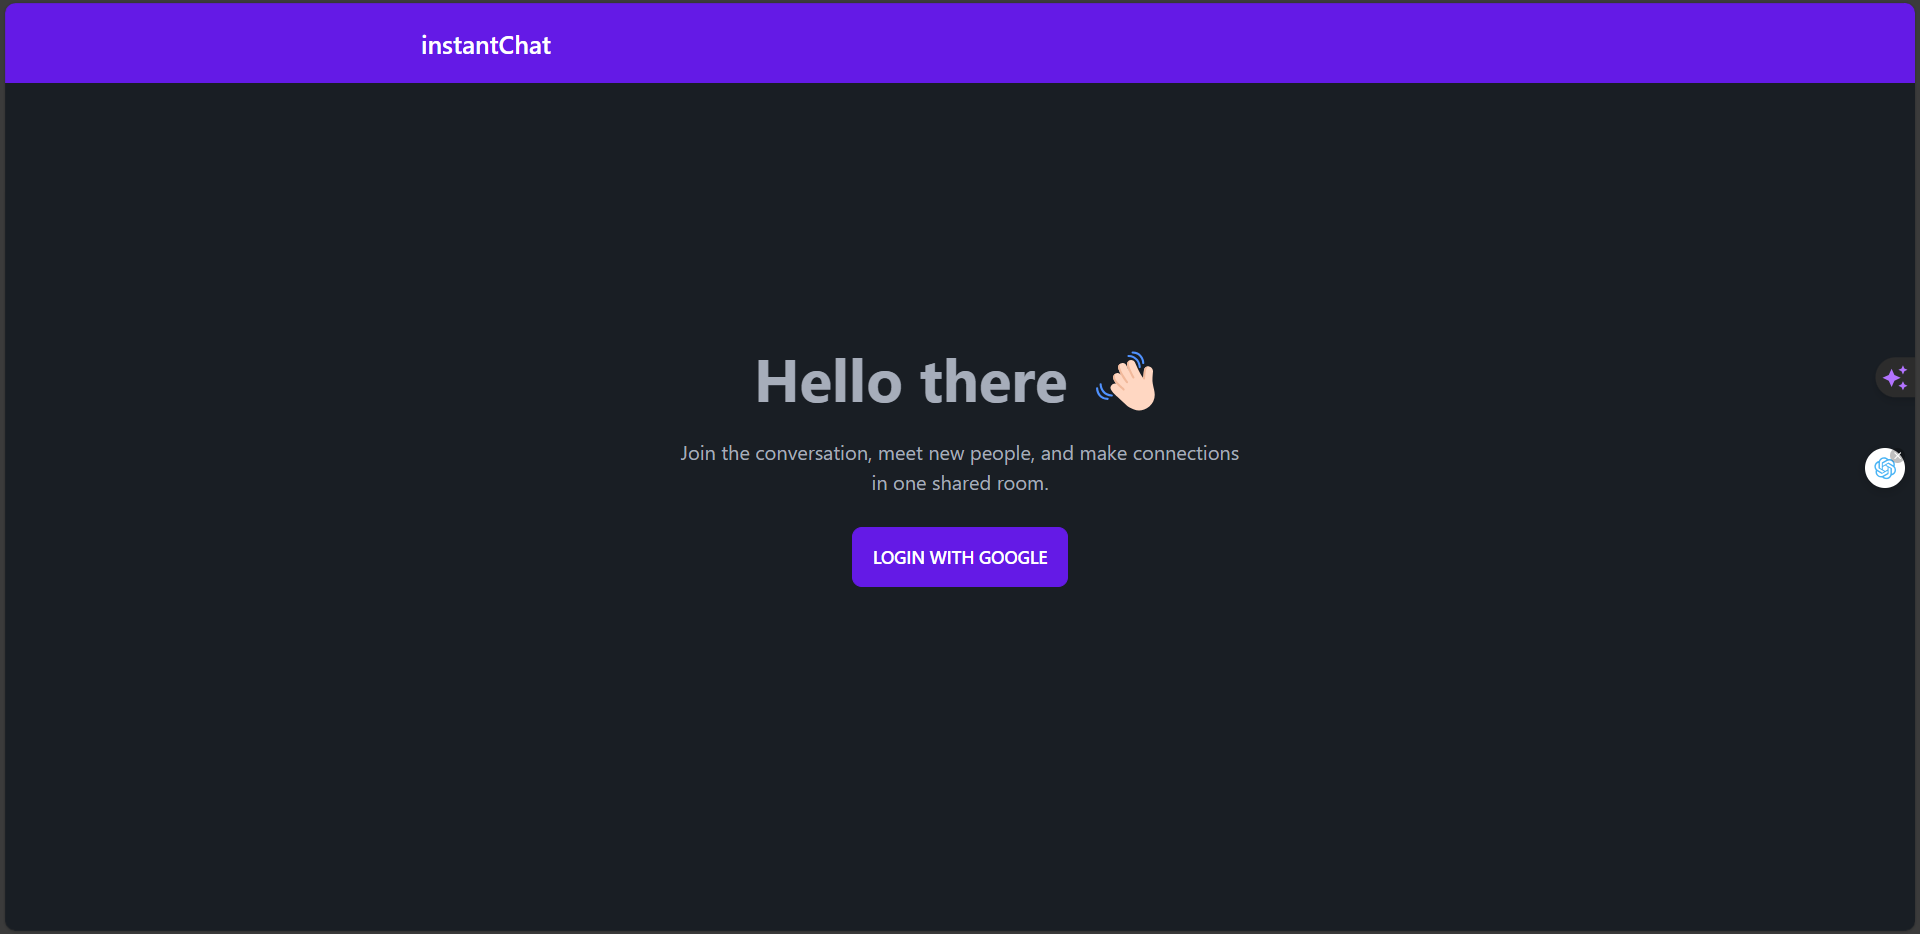 instantChat
Hello there 👋🏻
Join the conversation, meet new people, and make connections
in one shared room.
LOGIN WITH GOOGLE